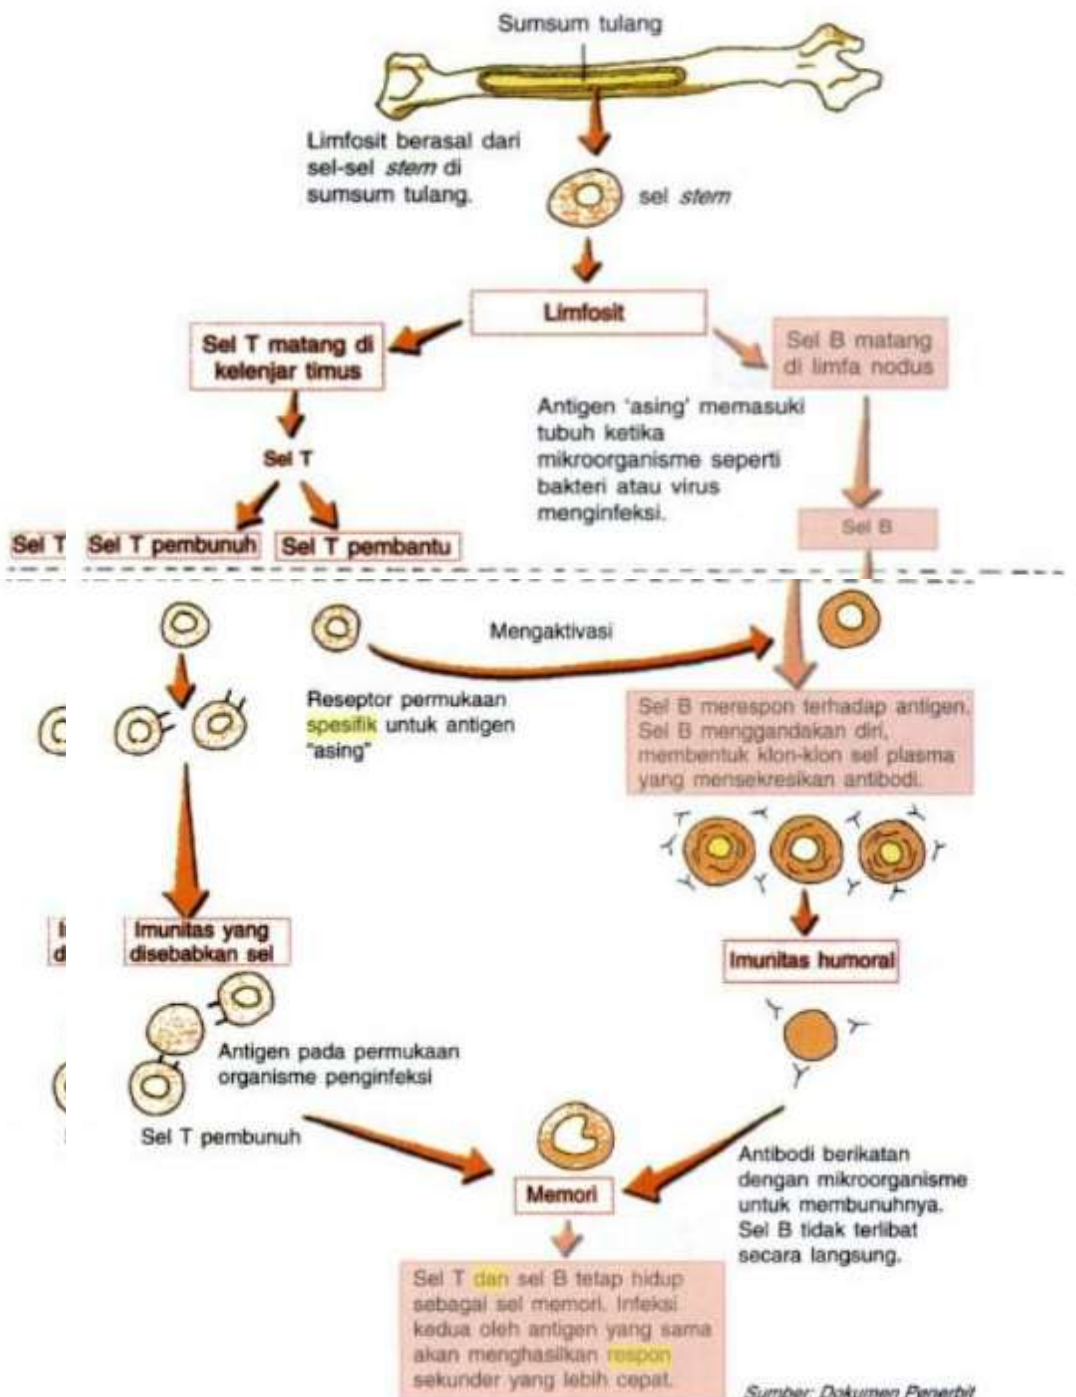 Sumsum tulang
Limfosit berasal dari
sel-sel stem di
sumsum tulang.
sel stem
Limfosit
Sel T matang di
kelenjar timus
Sel B matang
di limfa nodus
Antigen 'asing' memasuki
tubuh ketika
mikroorganisme seperti
bakteri atau virus
menginfeksi.
Sel T
Sel B
Sel T
Sel T pembunuh
Sel T pembantu
Mengaktivasi
Reseptor permukaan
spesifik untuk antigen
"asing"
Sel B merespon terhadap antigen.
Sel B menggandakan diri,
membentuk klon-klon sel plasma
yang mensekresikan antibodi.
Imunitas yang
disebabkan sel
Imunitas humoral
Antigen pada permukaan
organisme penginfeksi
Sel T pembunuh
Memori
Antibodi berikatan
dengan mikroorganisme
untuk membunuhnya.
Sel B tidak terlibat
secara langsung.
Sel T dan sel B tetap hidup
sebagai sel memori. Infeksi
kedua oleh antigen yang sama
akan menghasilkan respon
sekunder yang lebih cepat.
Sumber: Dokumen Penerbit